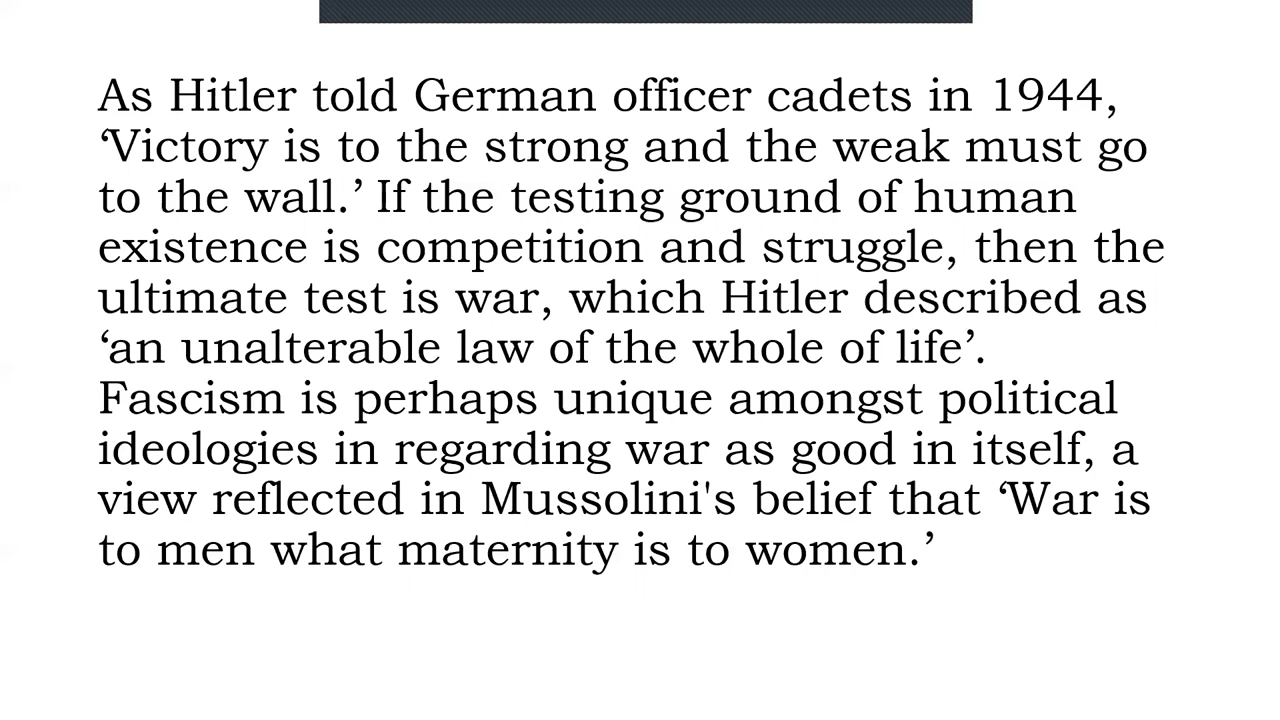 As Hitler told German officer cadets in 1944,
‘Victory is to the strong and the weak must go
to the wall.’ If the testing ground of human
existence is competition and struggle, then the
ultimate test is war, which Hitler described as
‘an unalterable law of the whole of life’.
Fascism is perhaps unique amongst political
ideologies in regarding war as good in itself, a
view reflected in Mussolini's belief that ‘War is
to men what maternity is to women.’